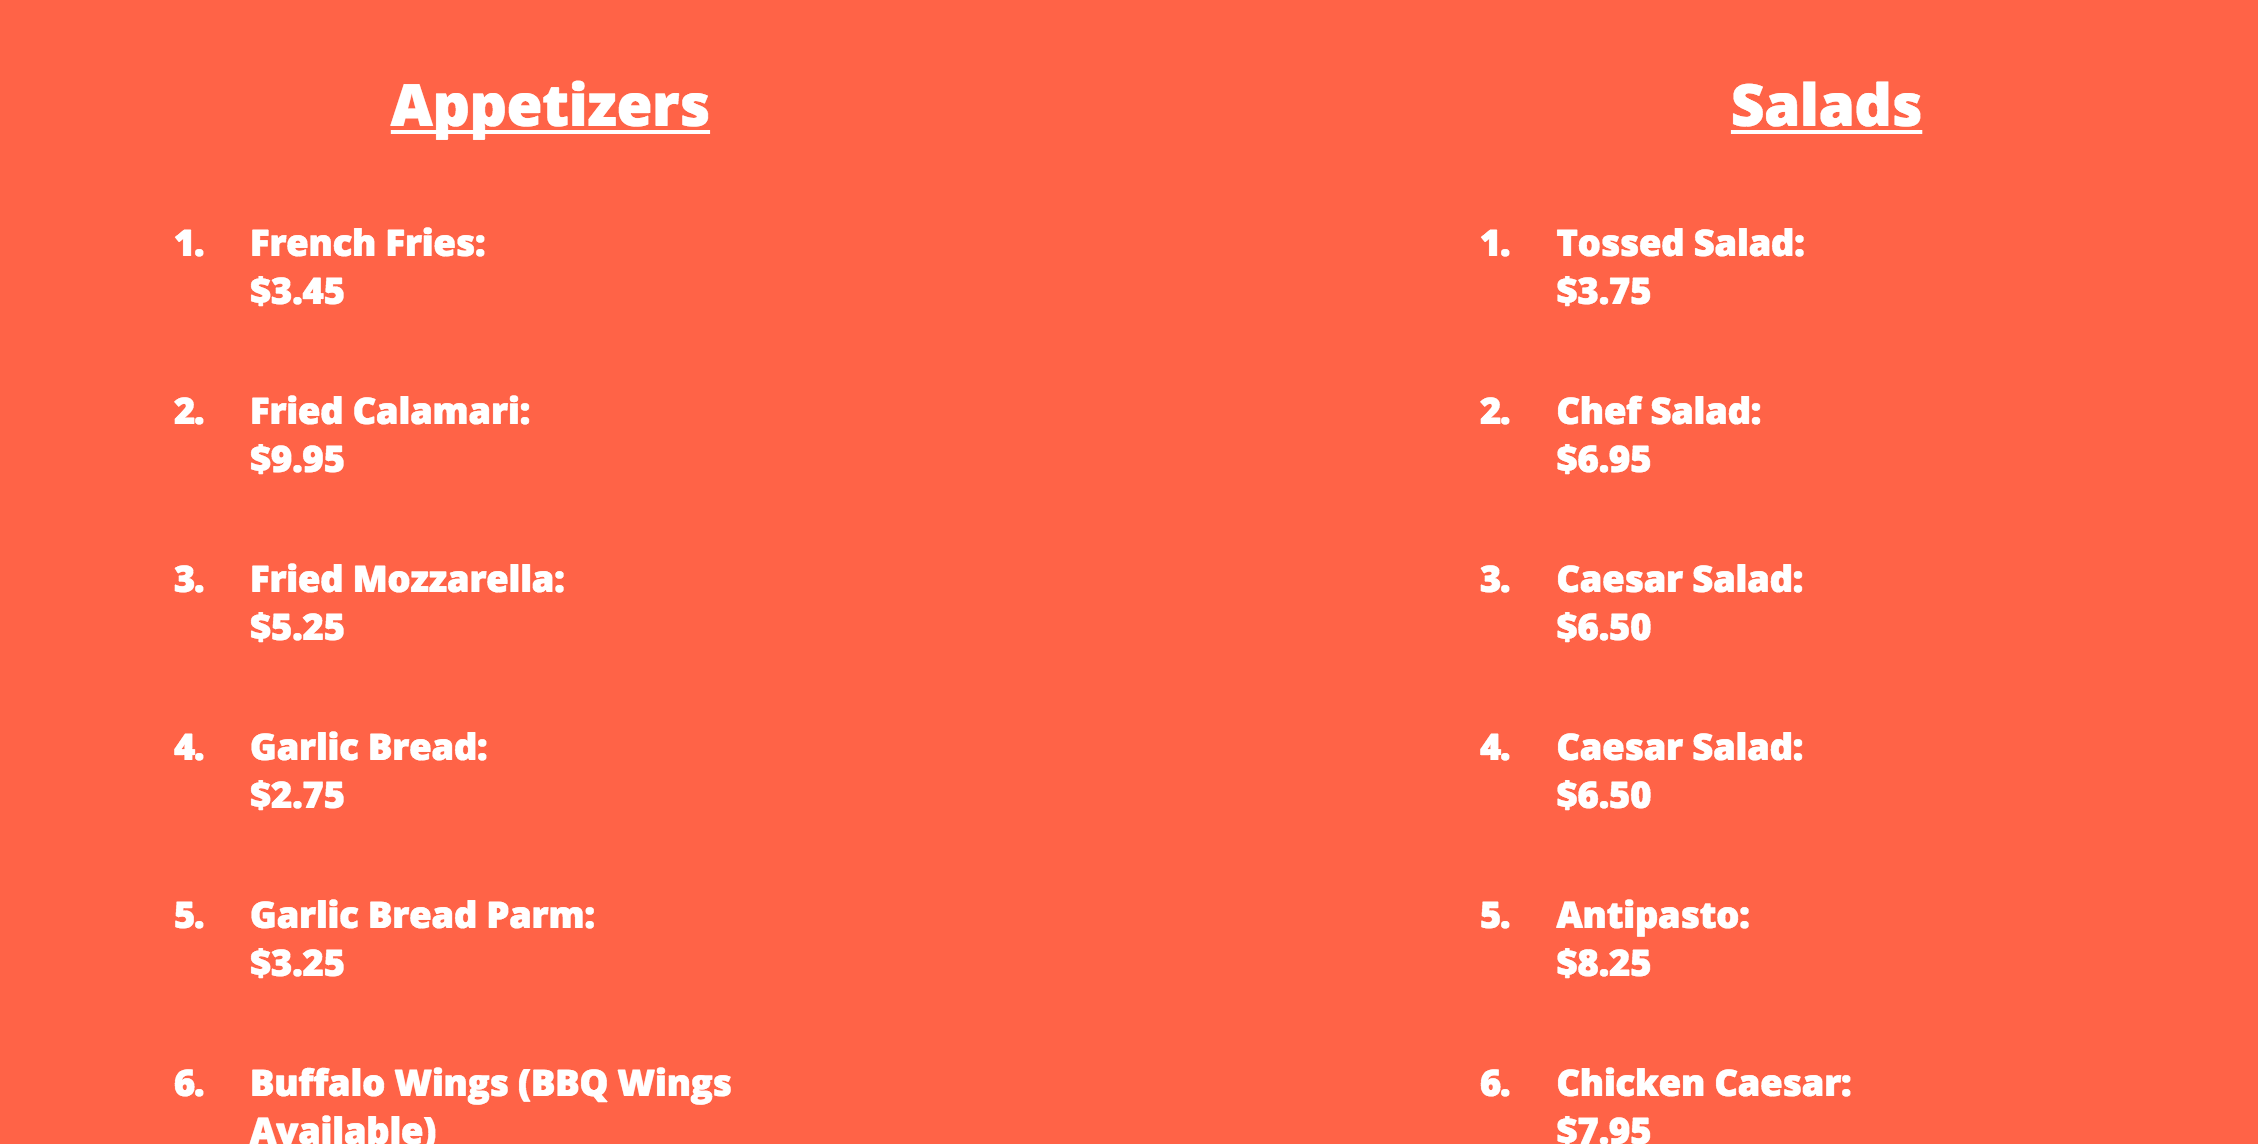 Appetizers
1. French Fries:
$3.45
2. Fried Calamari:
$9.95
3. Fried Mozzarella:
$5.25
4. Garlic Bread:
$2.75
5. Garlic Bread Parm:
$3.25
6. Buffalo Wings (BBQ Wings
Available)
Salads
1. Tossed Salad:
$3.75
2. Chef Salad:
$6.95
3. Caesar Salad:
$6.50
4. Caesar Salad:
$6.50
5. Antipasto:
$8.25
6. Chicken Caesar:
$7.95